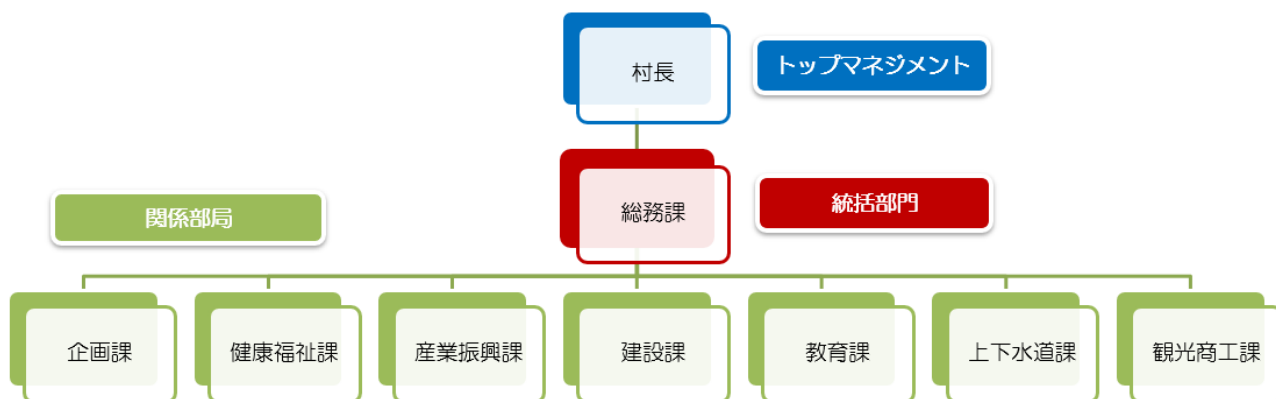 村長
トップマネジメント
総務課
統括部門
関係部局
企画課
健康福祉課
産業振興課
建設課
教育課
上下水道課
観光商工課